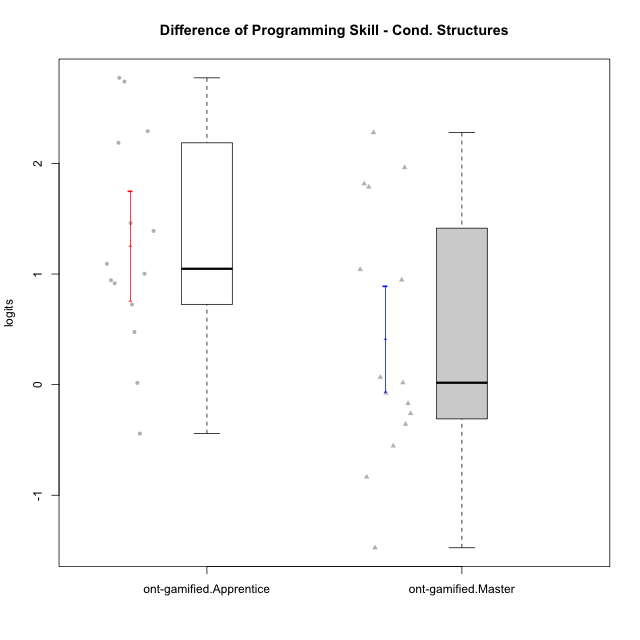 Difference of Programming Skill - Cond. Structures
logits
2
1
0
-1
ont-gamified.Apprentice
ont-gamified.Master